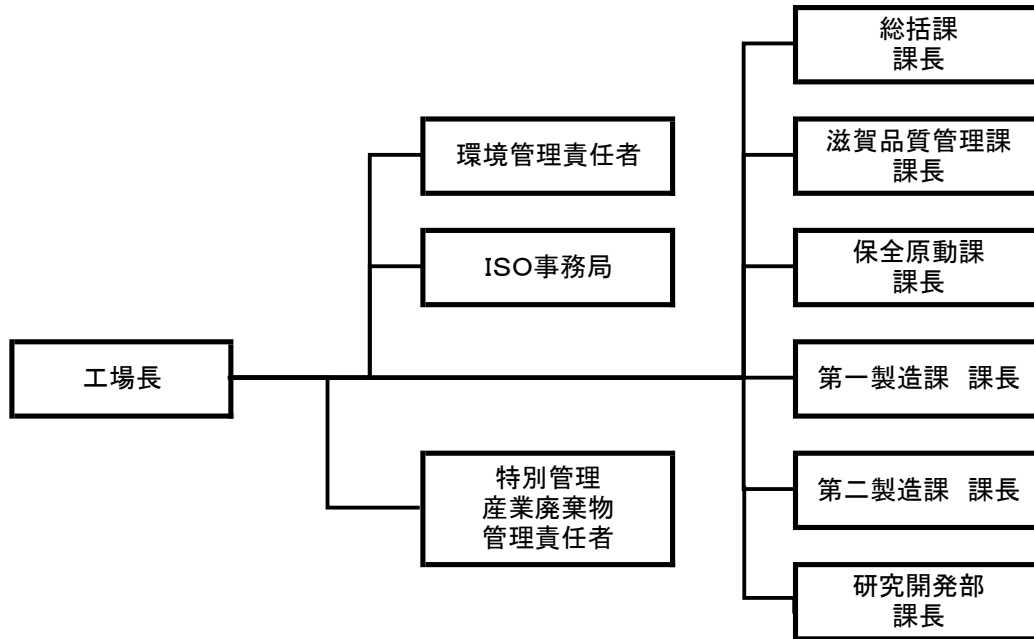 総括課
課長
環境管理責任者
滋賀品質管理課
課長
ISO事務局
保全原動課
課長
工場長
第一製造課 課長
特別管理
産業廃棄物
管理責任者
第二製造課 課長
研究開発部
課長